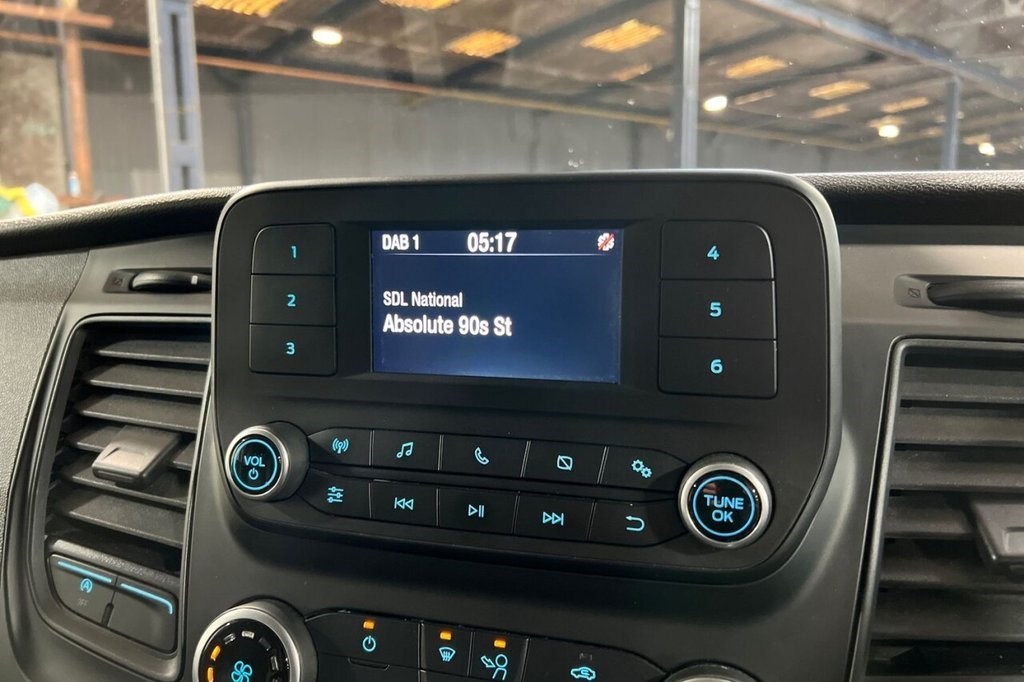 DAB 1 05:17
SDL National
Absolute 90s St
1
2
3
4
5
6
VOL
TUNE
OK
A